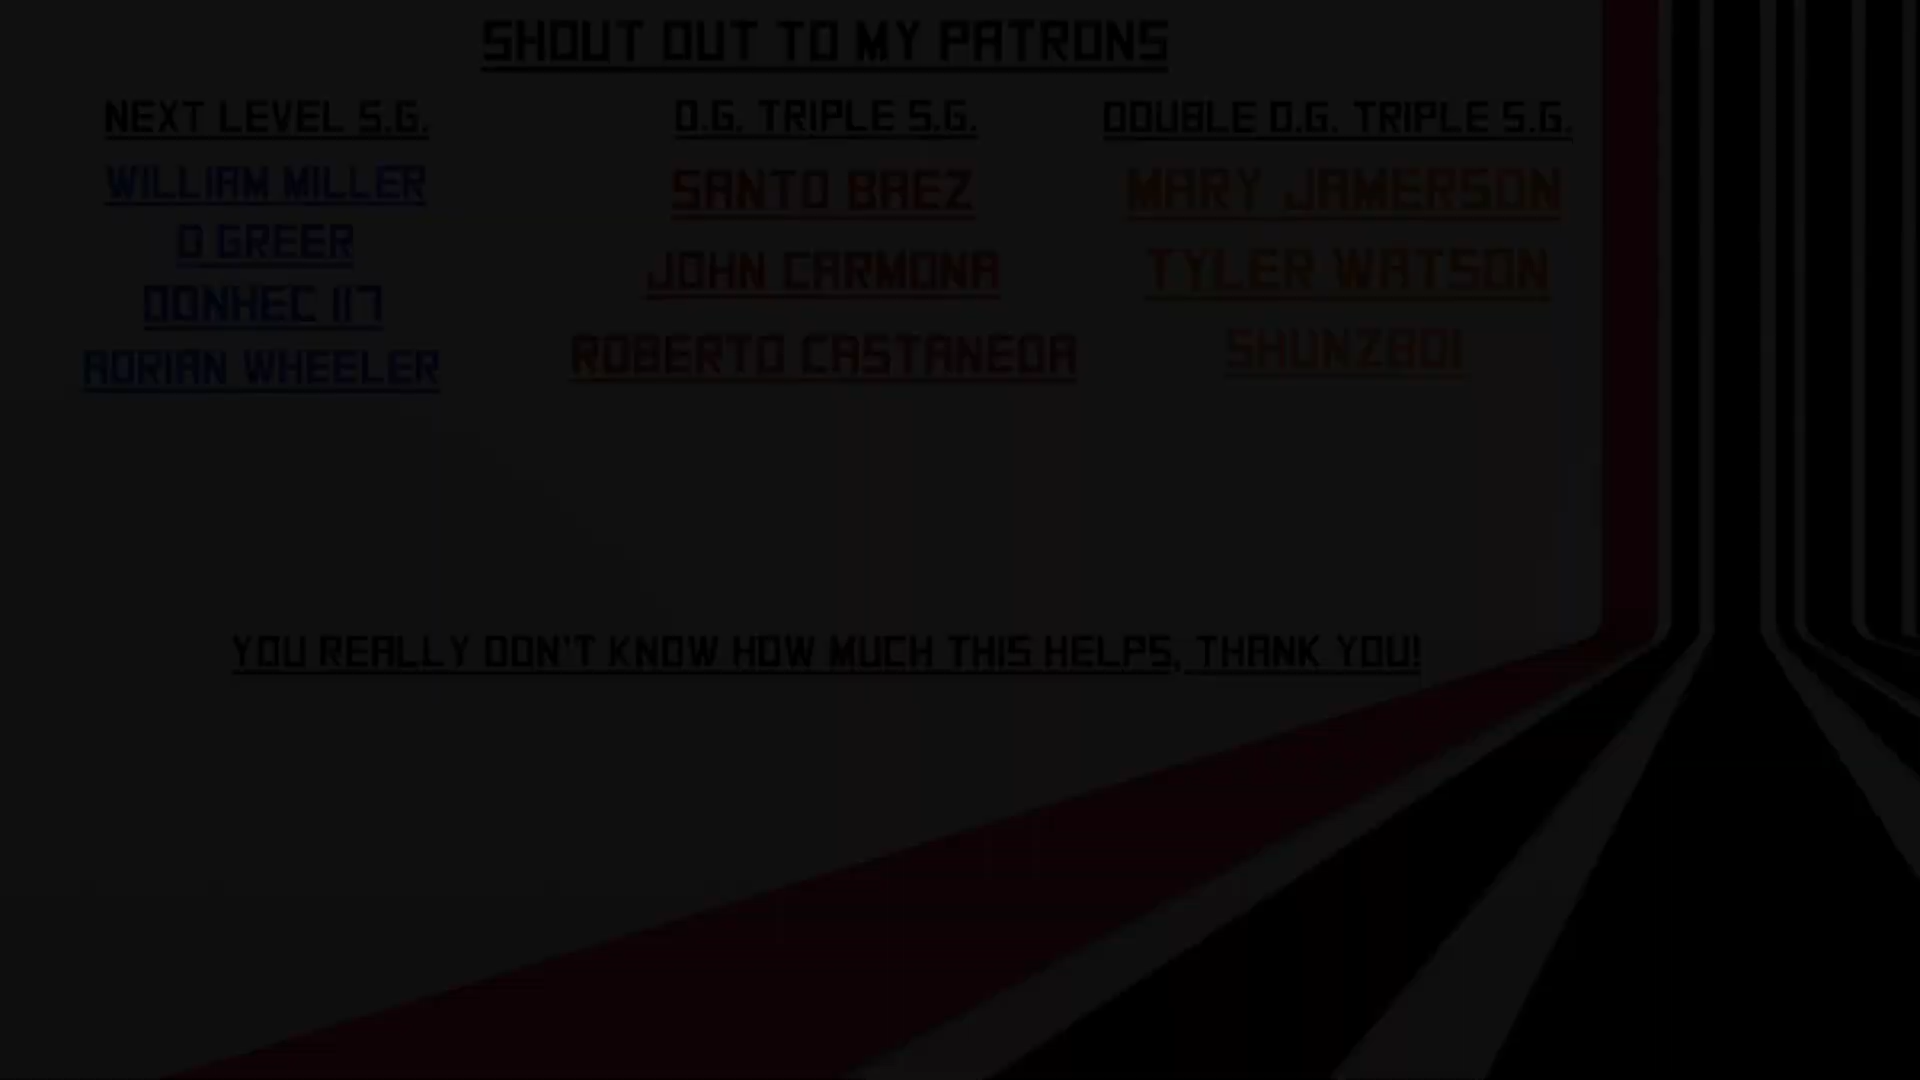 SHOUT OUT TO MY PATRONS
NEXT LEVEL S.G.
WILLIAM MILLER
D GREER
DONHEC 117
ADRIAN WHEELER
O.G. TRIPLE S.G.
SANTO BAEZ
JOHN CARMONA
ROBERTO CASTANEDA
DOUBLE O.G. TRIPLE S.G.
MARY JAMERSON
TYLER WATSON
YOU REALLY DON'T KNOW HOW MUCH THIS HELPS, THANK YOU!